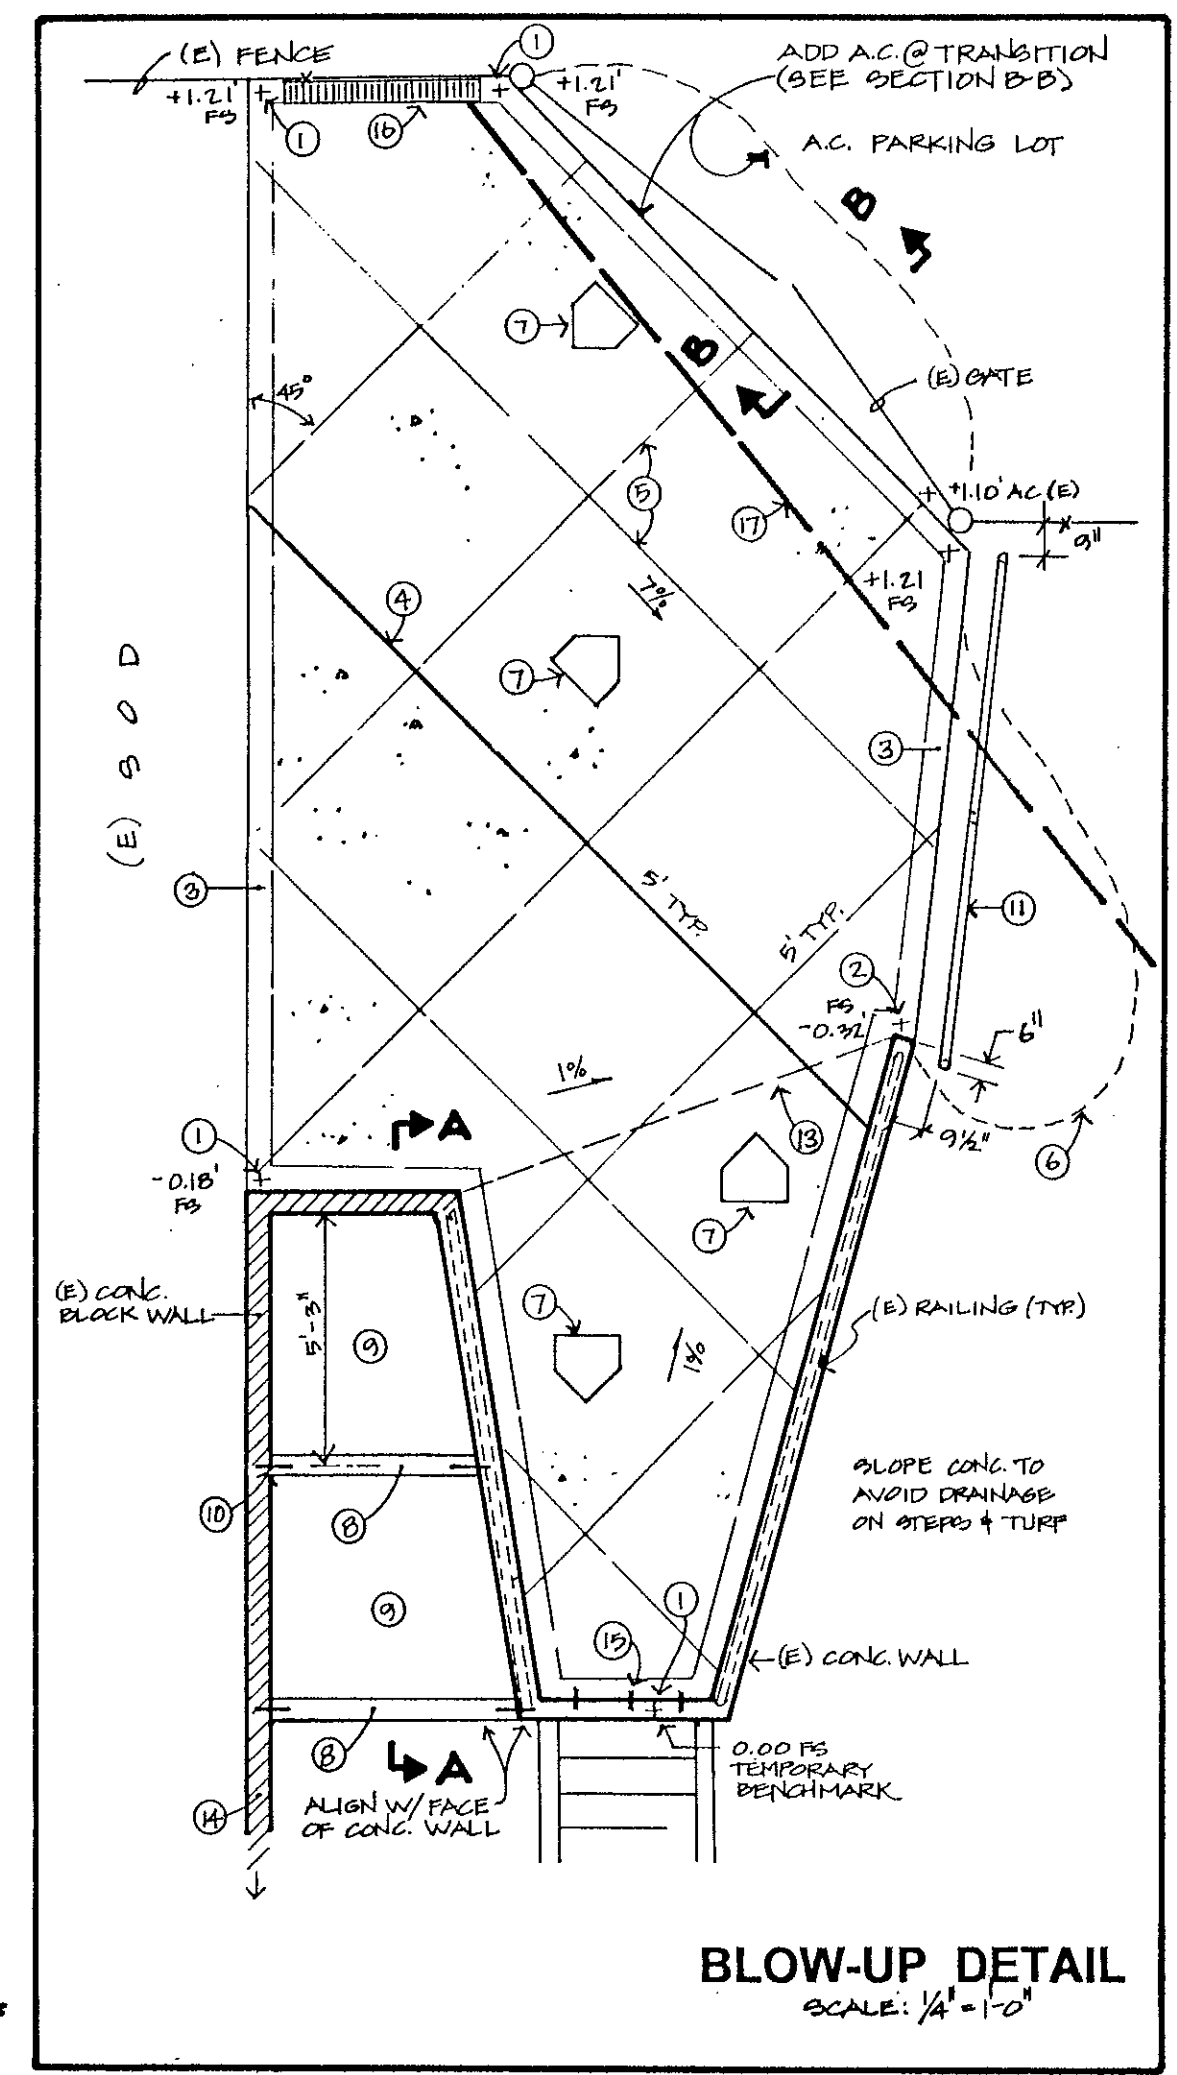 (E) FENCE
1
+1.21'
FS
1
16
+1.21'
FS
ADD A.C. @ TRANSITION
(SEE SECTION B-B)
A.C. PARKING LOT
B
7
B
(E) GATE
45°
5
17
+1.10' AC (E)
9"
+1.21
FS
7%
4
7
(E) SOD
3
3
5' TYP.
5' TYP.
11
2
FS
-0.32'
6"
1%
A
13
9 1/2"
6
1
-0.18'
FS
7
(E) CONC.
BLOCK WALL
5'-3"
9
7
1%
(E) RAILING (TYP.)
SLOPE CONC. TO
AVOID DRAINAGE
ON STEPS & TURF
10
8
9
15
1
(E) CONC. WALL
8
A
14
ALIGN W/ FACE
OF CONC. WALL
0.00 FS
TEMPORARY
BENCHMARK
BLOW-UP DETAIL
SCALE: 1/4" = 1'-0"